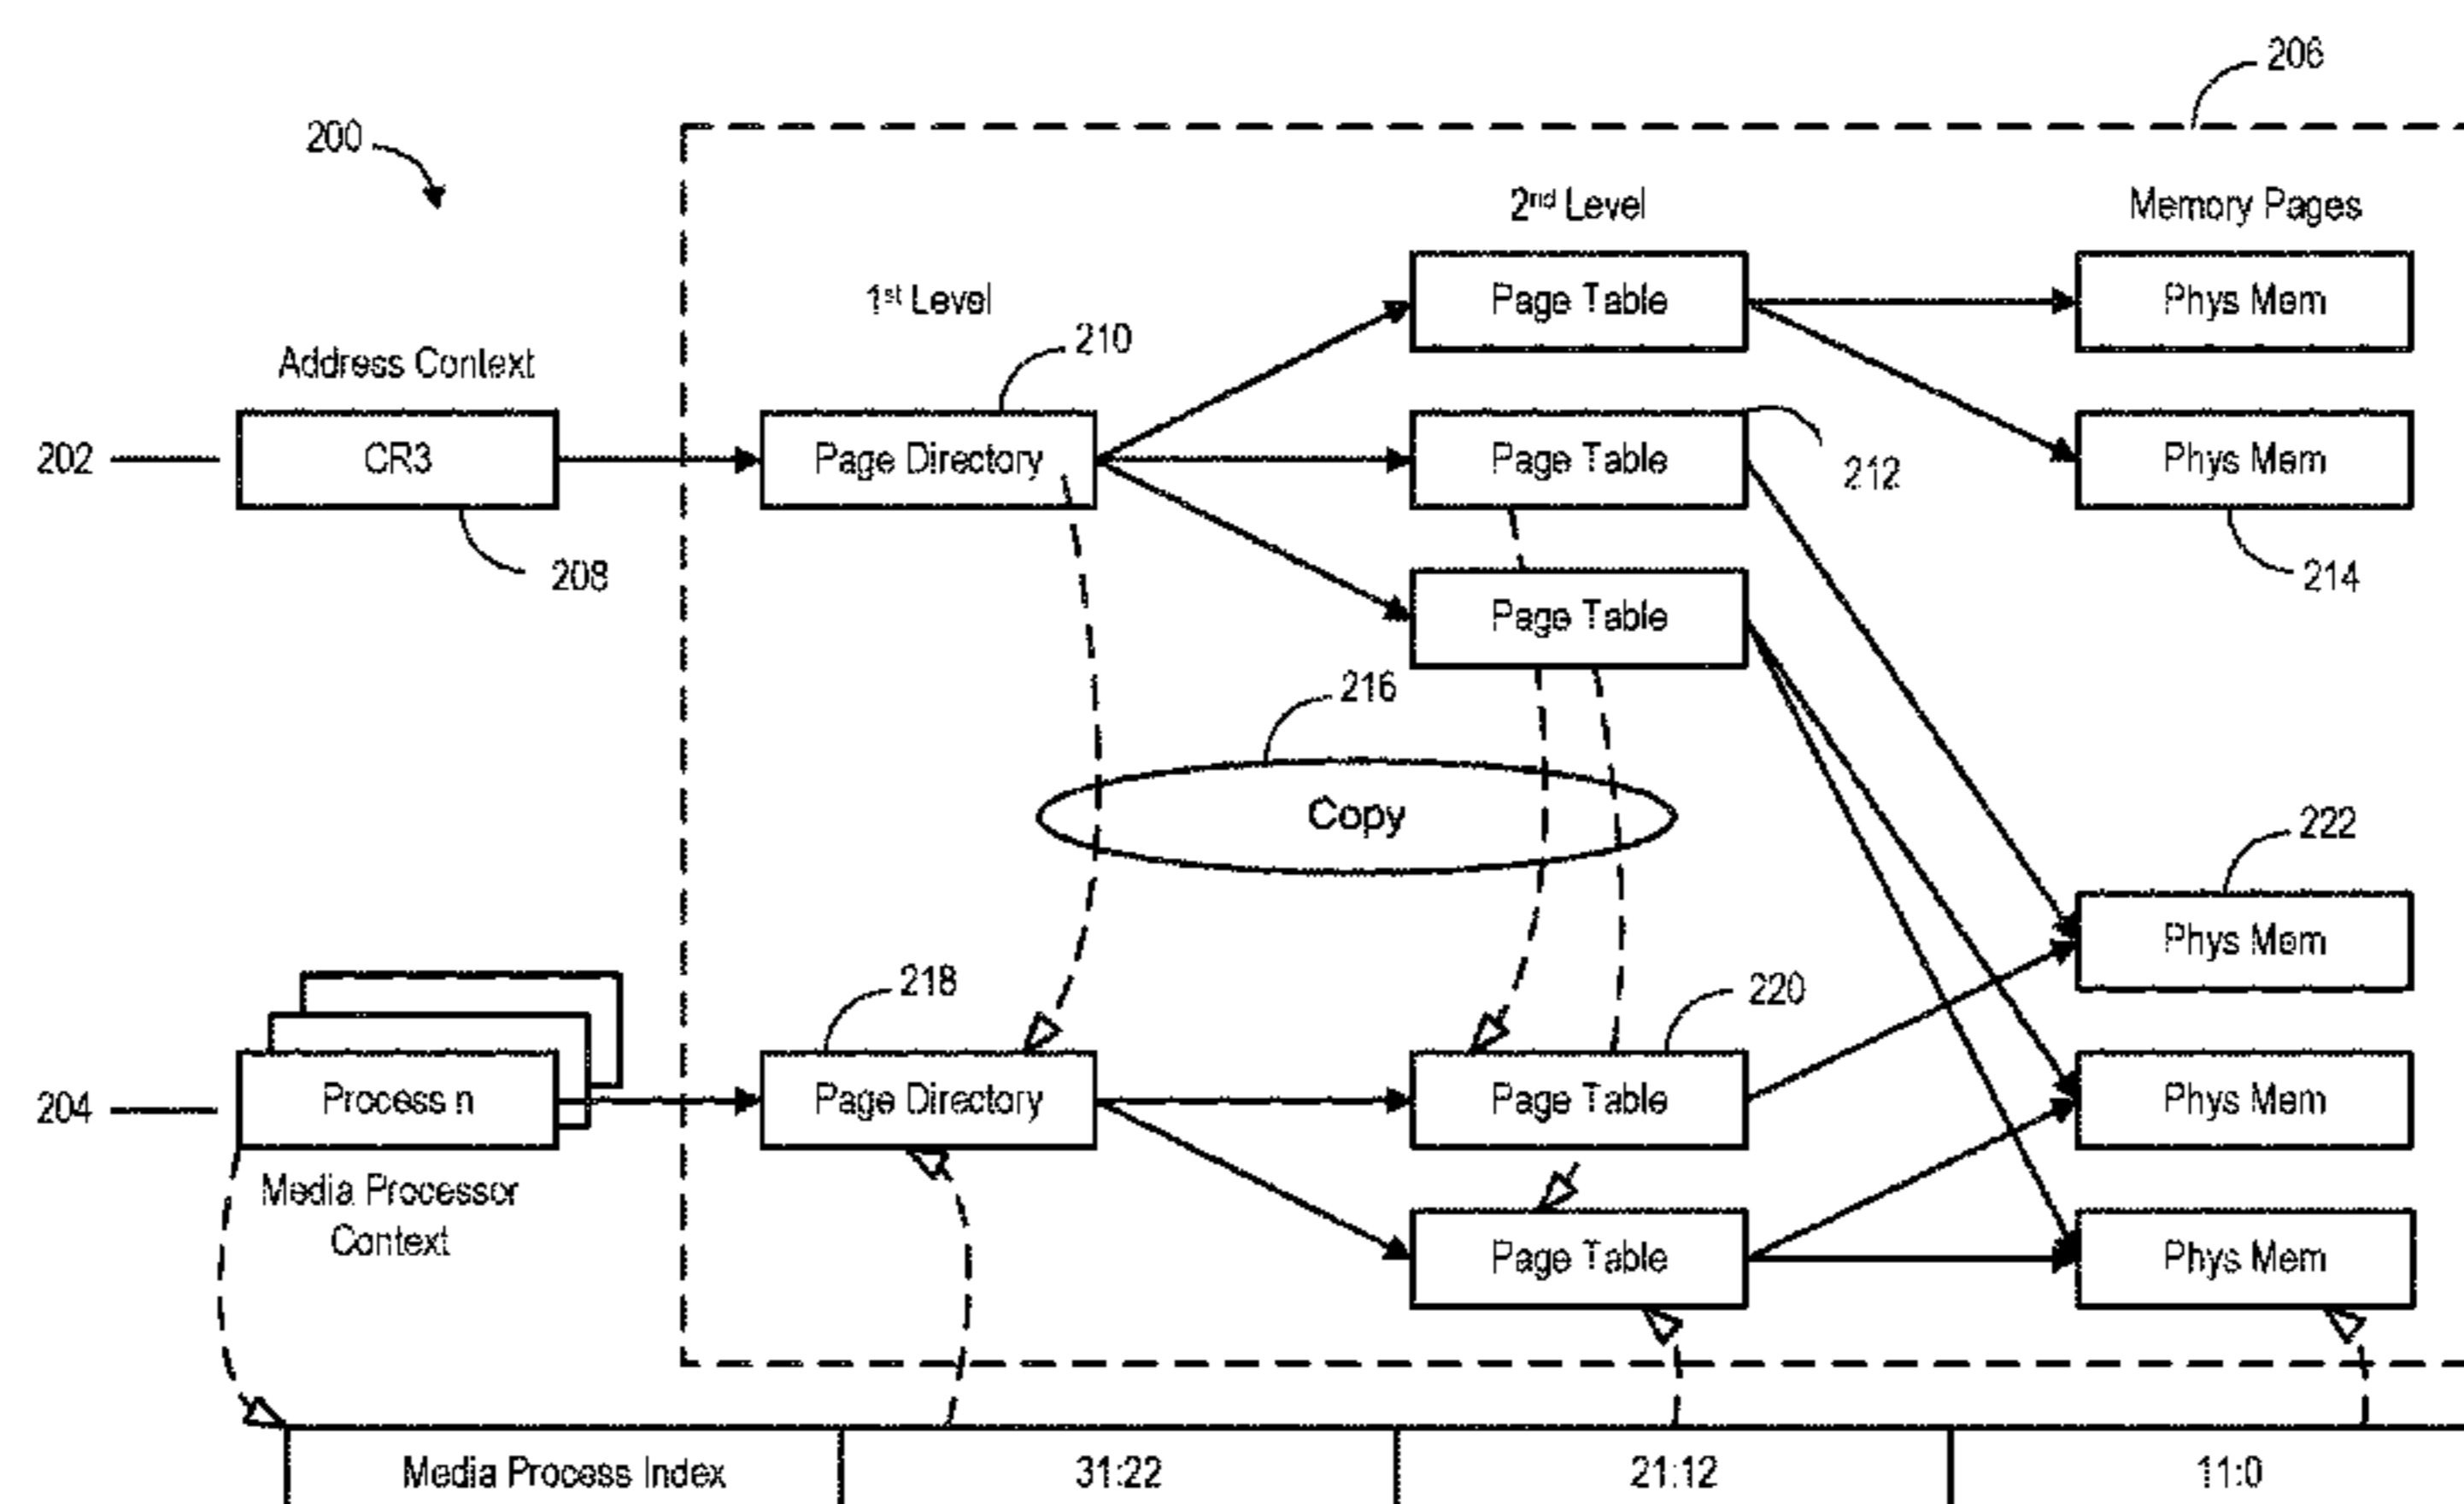 206
200
2nd Level
Memory Pages
1st Level
Page Table
Phys Mem
210
Address Context
202
CR3
Page Directory
Page Table
212
Phys Mem
208
214
Page Table
216
Copy
222
Phys Mem
218
220
204
Process n
Page Directory
Page Table
Phys Mem
Media Processor
Context
Page Table
Phys Mem
Media Process Index
31:22
21:12
11:0